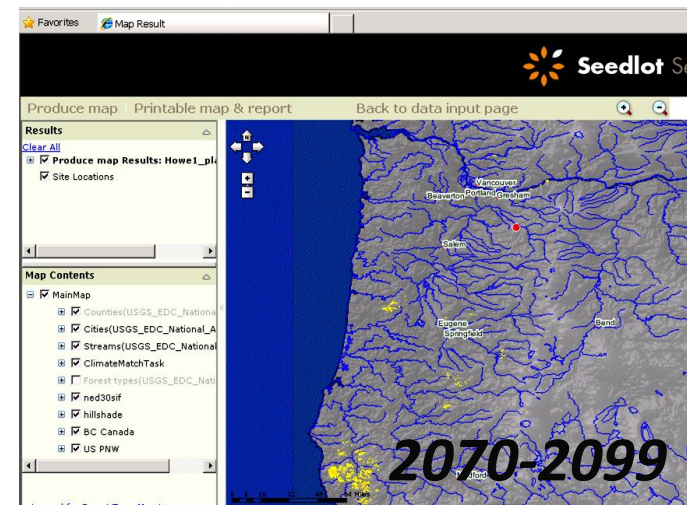 Favorites
Map Result
Seedlot
Produce map
Printable map & report
Back to data input page
Results
Clear All
Produce map Results: Howe1_pl
Site Locations
Map Contents
MainMap
Counties(USGS_EDC_Nationa
Cities(USGS_EDC_National_A
Streams(USGS_EDC_National
ClimateMatchTask
Forest types(USGS_EDC_Nati
ned30sif
hillshade
BC Canada
US PNW
Vancouver
Beaverton
Portland
Gresham
Salem
Eugene
Springfield
Bend
Medford
2070-2099